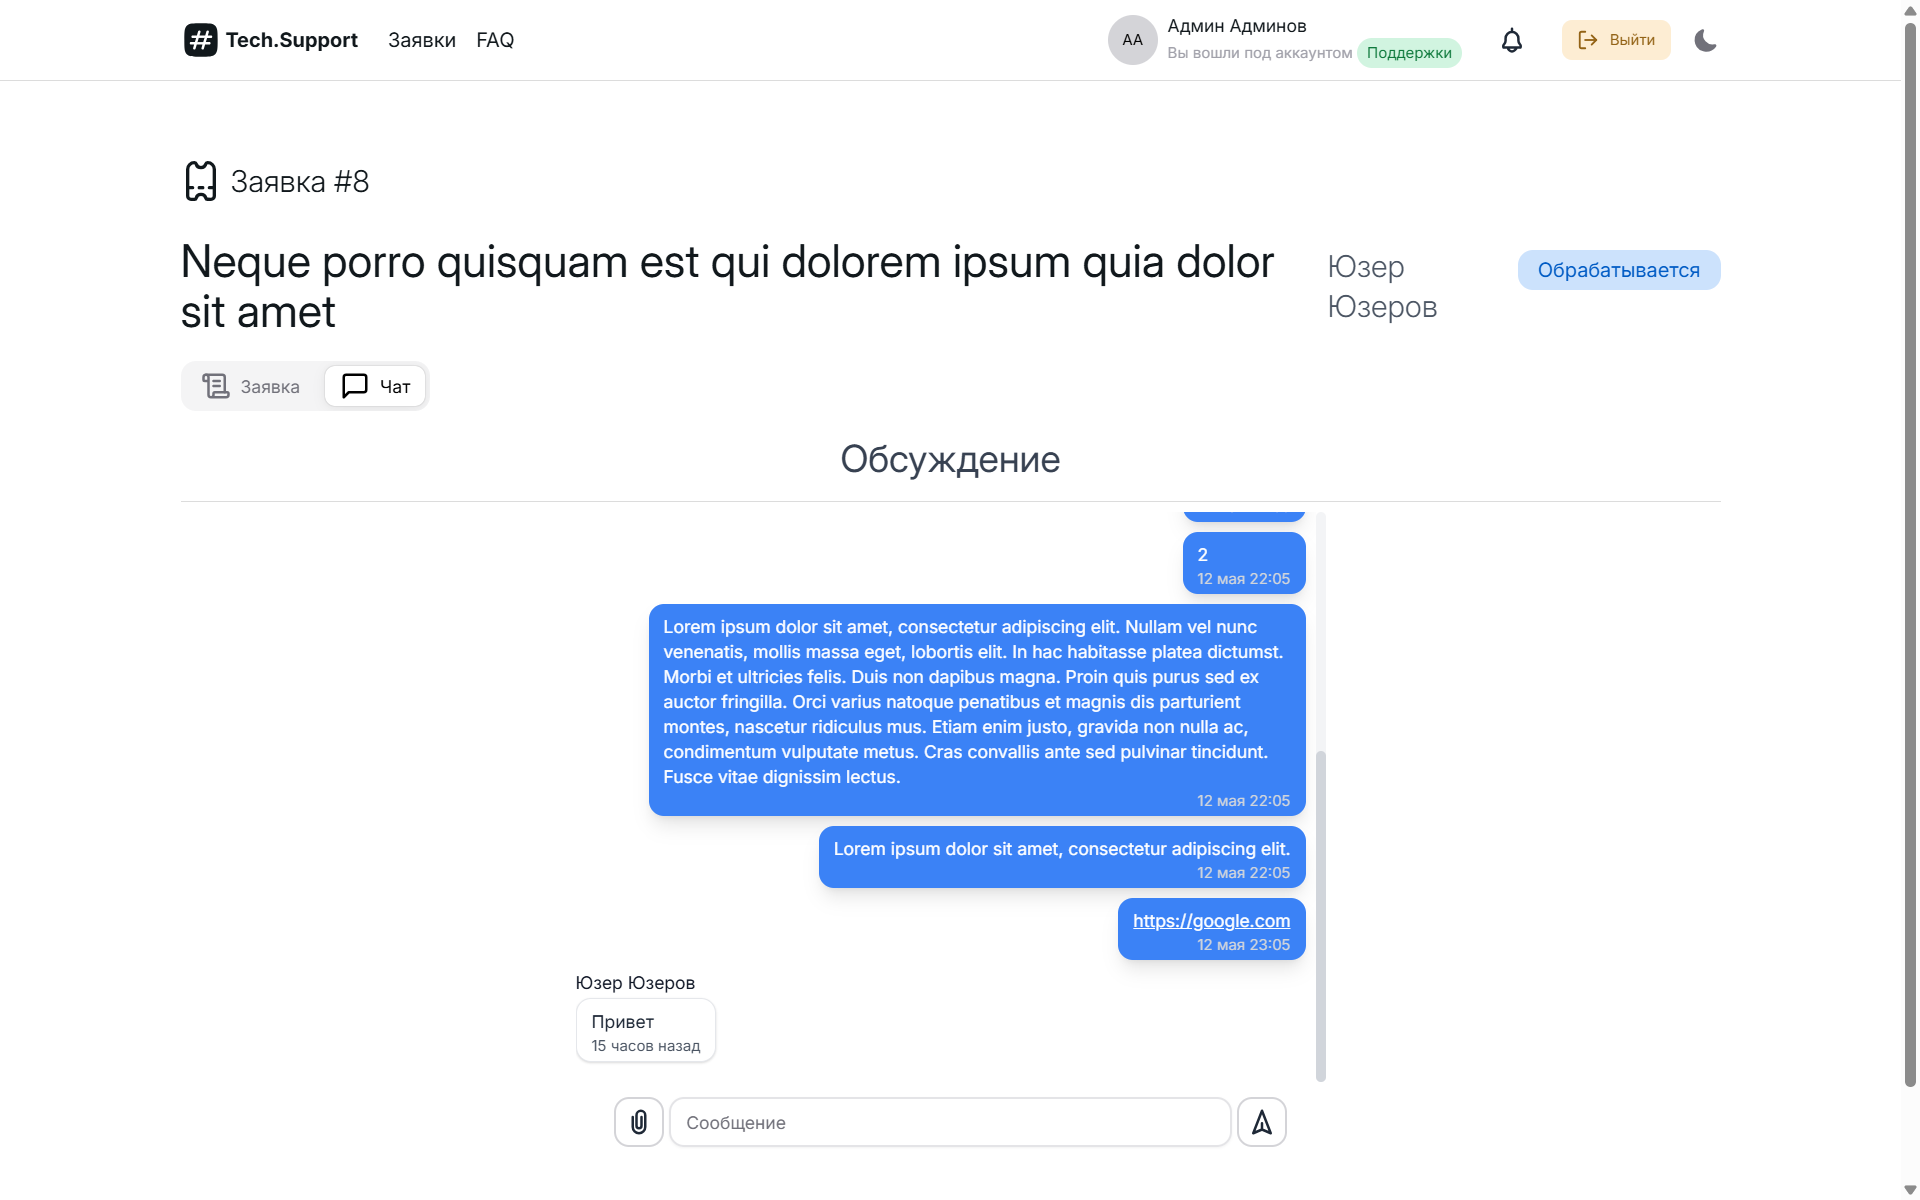 Tech.Support
Заявки
FAQ
AA
Админ Админов
Вы вошли под аккаунтом Поддержки
Выйти
Заявка #8
Neque porro quisquam est qui dolorem ipsum quia dolor
sit amet
Юзер
Юзеров
Обрабатывается
Заявка
Чат
Обсуждение
2
12 мая 22:05
Lorem ipsum dolor sit amet, consectetur adipiscing elit. Nullam vel nunc
venenatis, mollis massa eget, lobortis elit. In hac habitasse platea dictumst.
Morbi et ultricies felis. Duis non dapibus magna. Proin quis purus sed ex
auctor fringilla. Orci varius natoque penatibus et magnis dis parturient
montes, nascetur ridiculus mus. Etiam enim justo, gravida non nulla ac,
condimentum vulputate metus. Cras convallis ante sed pulvinar tincidunt.
Fusce vitae dignissim lectus.
12 мая 22:05
Lorem ipsum dolor sit amet, consectetur adipiscing elit.
12 мая 22:05
https://google.com
12 мая 23:05
Юзер Юзеров
Привет
15 часов назад
Сообщение